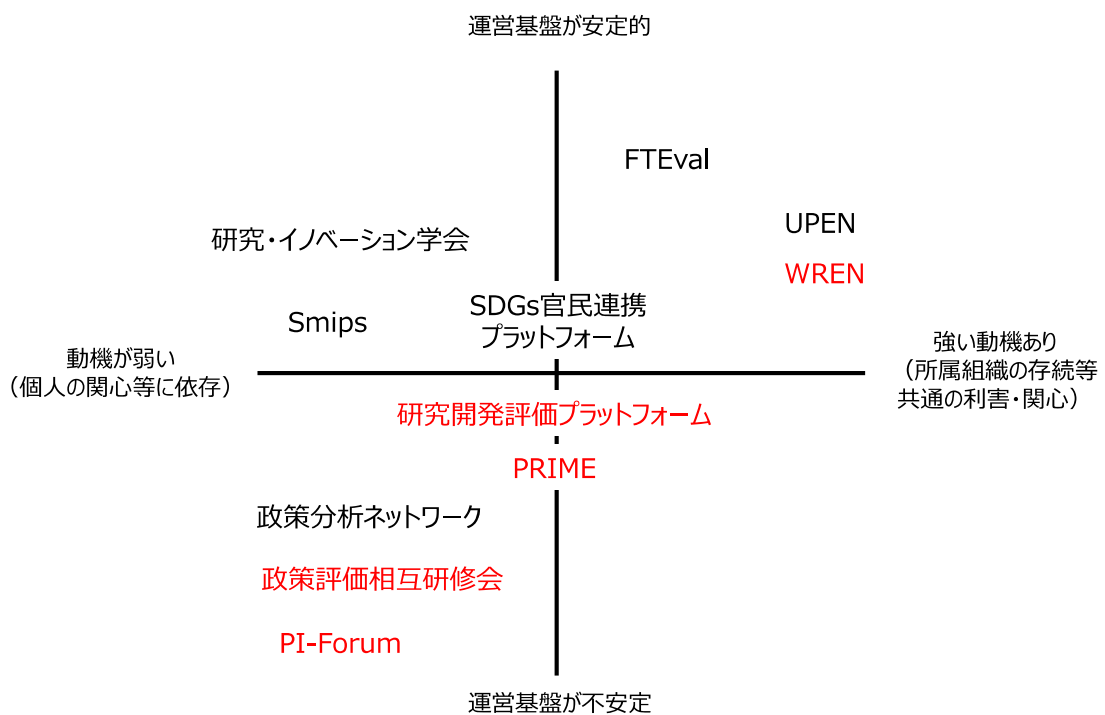 運営基盤が安定的
FTEval
UPEN
研究・イノベーション学会
WREN
SDGs官民連携
プラットフォーム
Smips
動機が弱い
（個人の関心等に依存）
強い動機あり
（所属組織の存続等
共通の利害・関心）
研究開発評価プラットフォーム
PRIME
政策分析ネットワーク
政策評価相互研修会
PI-Forum
運営基盤が不安定